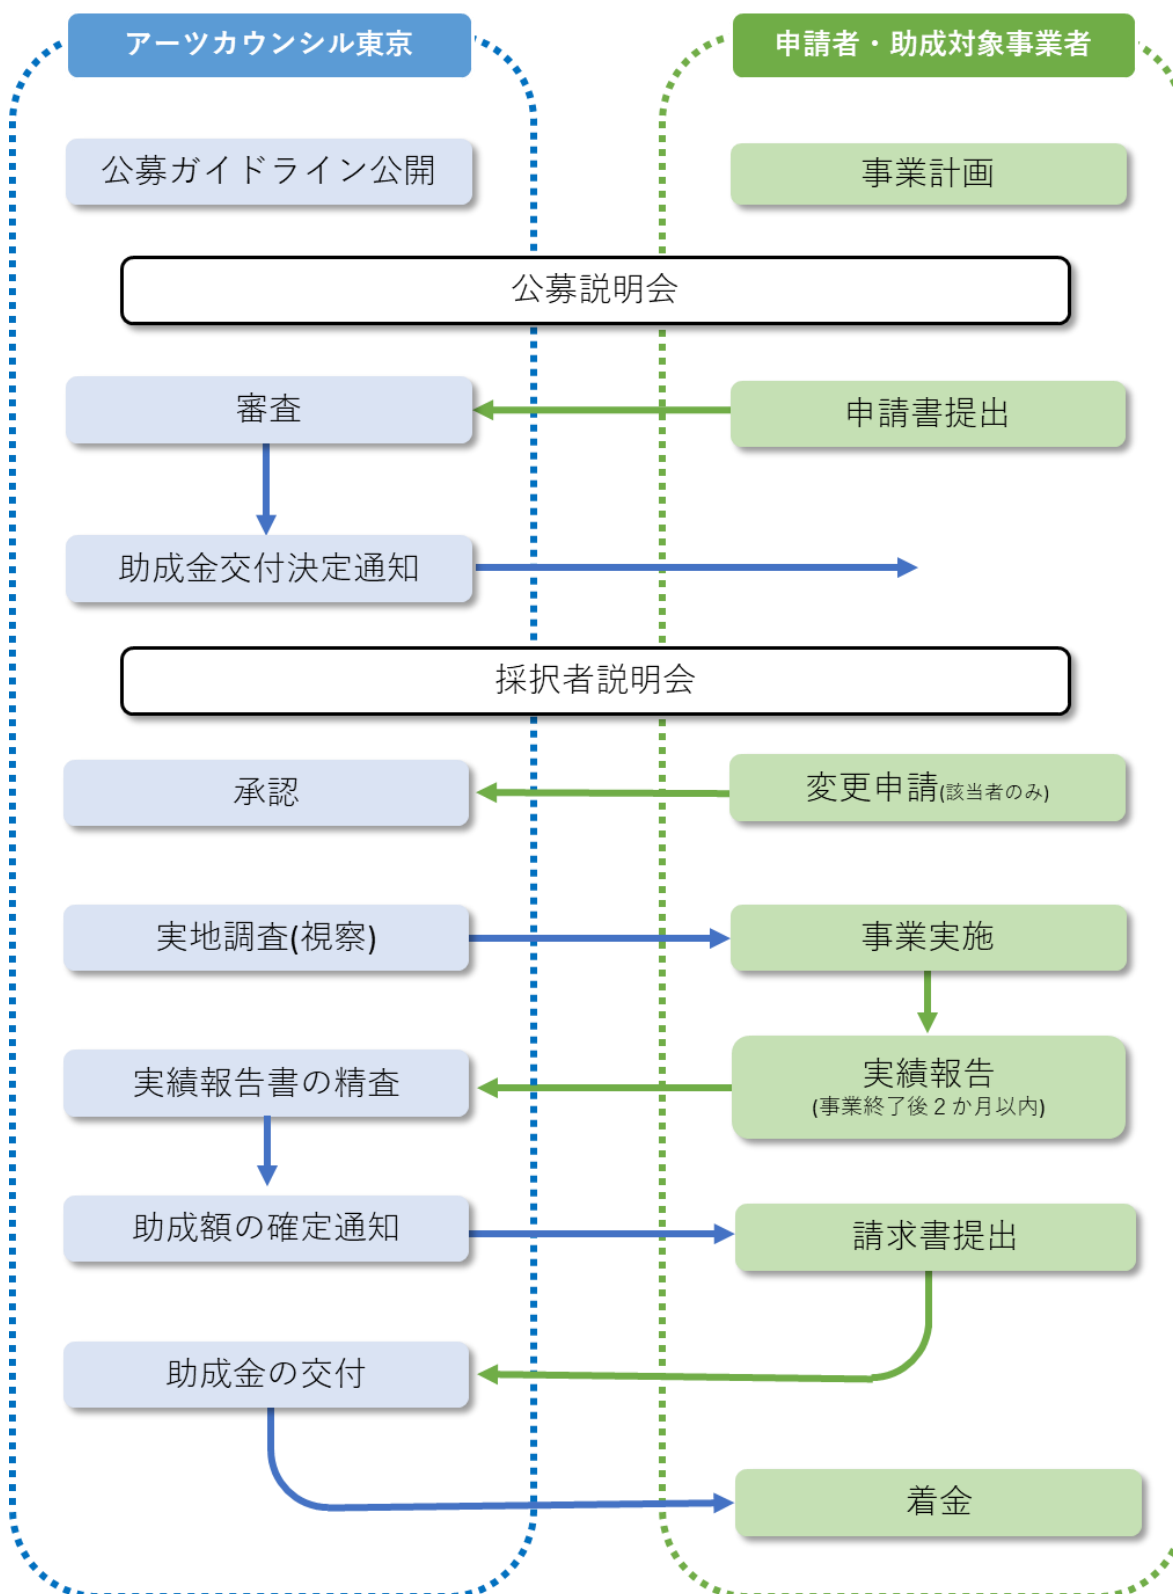 アーツカウンシル東京
申請者・助成対象事業者
公募ガイドライン公開
事業計画
公募説明会
審査
申請書提出
助成金交付決定通知
採択者説明会
承認
変更申請(該当者のみ)
実地調査(視察)
事業実施
実績報告書の精査
実績報告
(事業終了後２か月以内)
助成額の確定通知
請求書提出
助成金の交付
着金